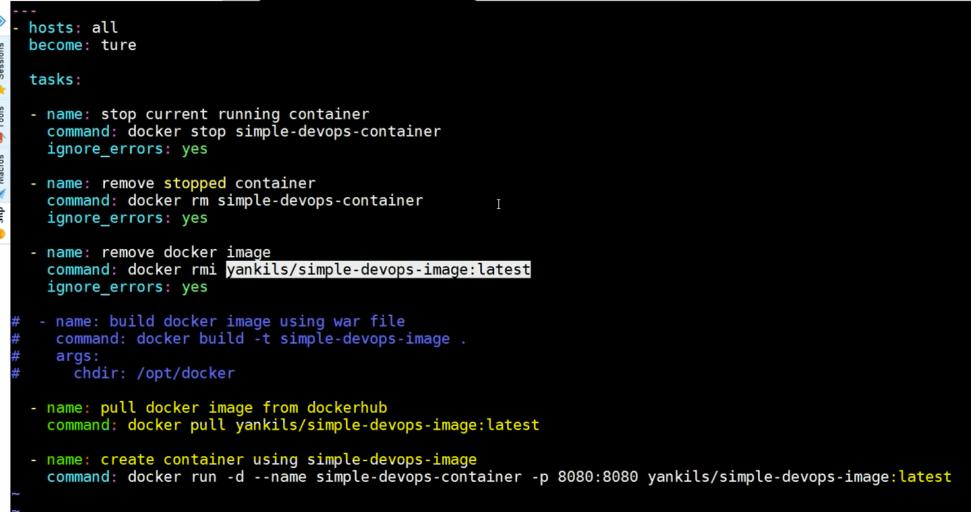 ---
- hosts: all
  become: ture

  tasks:

  - name: stop current running container
    command: docker stop simple-devops-container
    ignore_errors: yes

  - name: remove stopped container
    command: docker rm simple-devops-container
    ignore_errors: yes

  - name: remove docker image
    command: docker rmi yankils/simple-devops-image:latest
    ignore_errors: yes

#  - name: build docker image using war file
#    command: docker build -t simple-devops-image .
#    args:
#      chdir: /opt/docker

  - name: pull docker image from dockerhub
    command: docker pull yankils/simple-devops-image:latest

  - name: create container using simple-devops-image
    command: docker run -d --name simple-devops-container -p 8080:8080 yankils/simple-devops-image:latest
~
~
Sessions
Tools
Macros